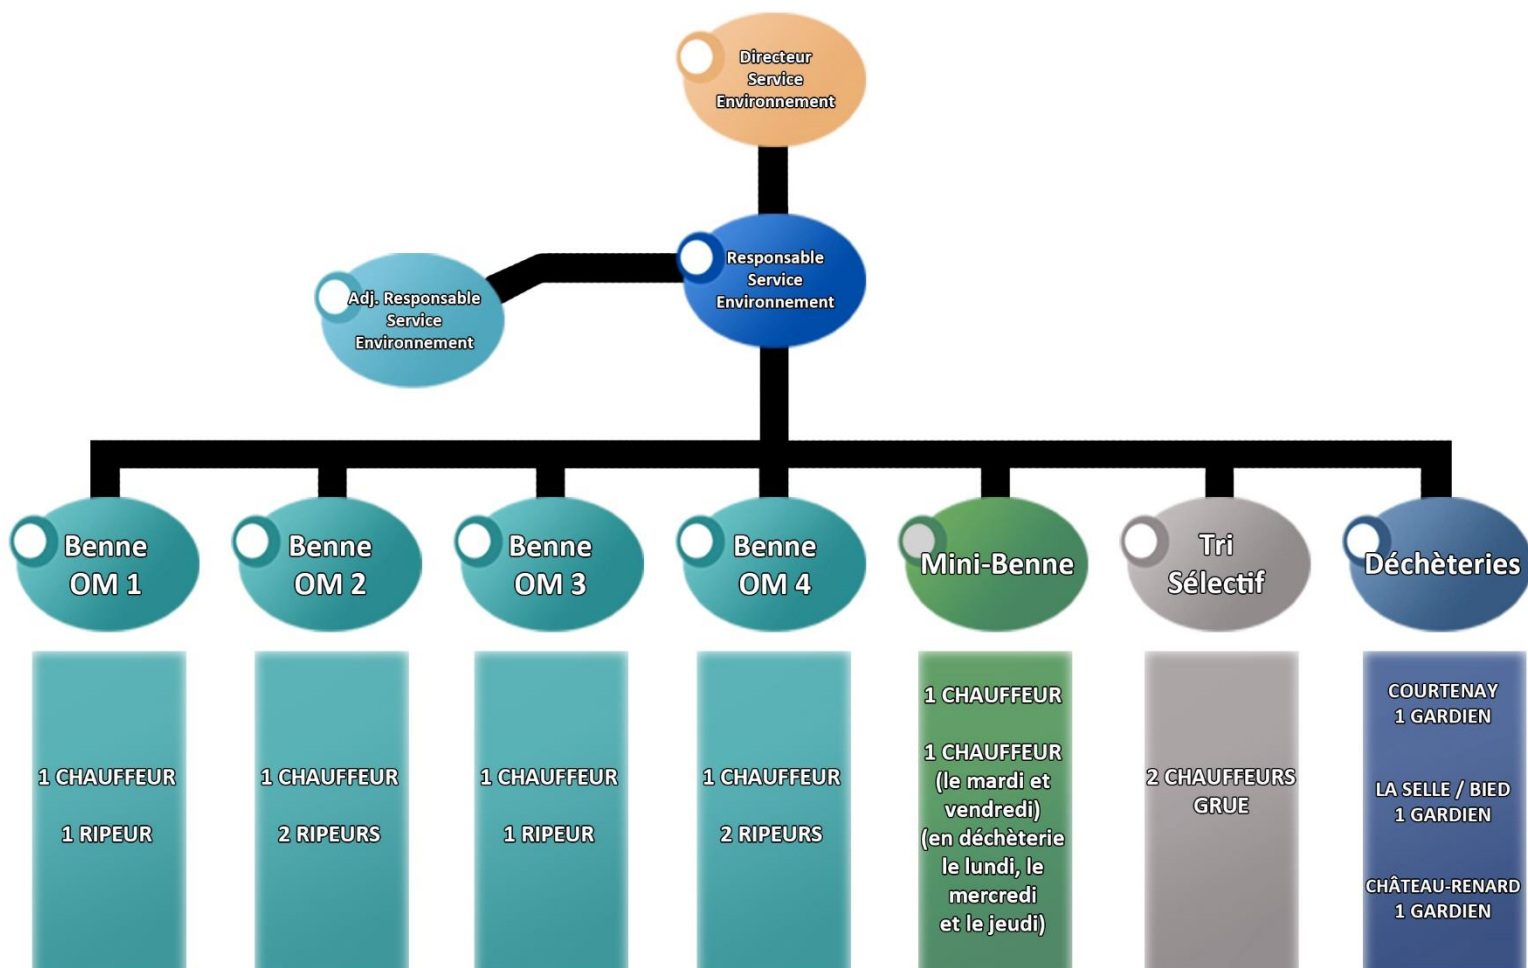 Directeur
Service
Environnement
Responsable
Service
Environnement
Adj. Responsable
Service
Environnement
Benne
OM 1
Benne
OM 2
Benne
OM 3
Benne
OM 4
Mini-Benne
Tri
Sélectif
Déchèteries
1 CHAUFFEUR
1 RIPEUR
1 CHAUFFEUR
2 RIPEURS
1 CHAUFFEUR
1 RIPEUR
1 CHAUFFEUR
2 RIPEURS
1 CHAUFFEUR
1 CHAUFFEUR
(le mardi et
vendredi)
(en déchèterie
le lundi, le
mercredi
et le jeudi)
2 CHAUFFEURS
GRUE
COURTENAY
1 GARDIEN
LA SELLE / BIED
1 GARDIEN
CHÂTEAU-RENARD
1 GARDIEN